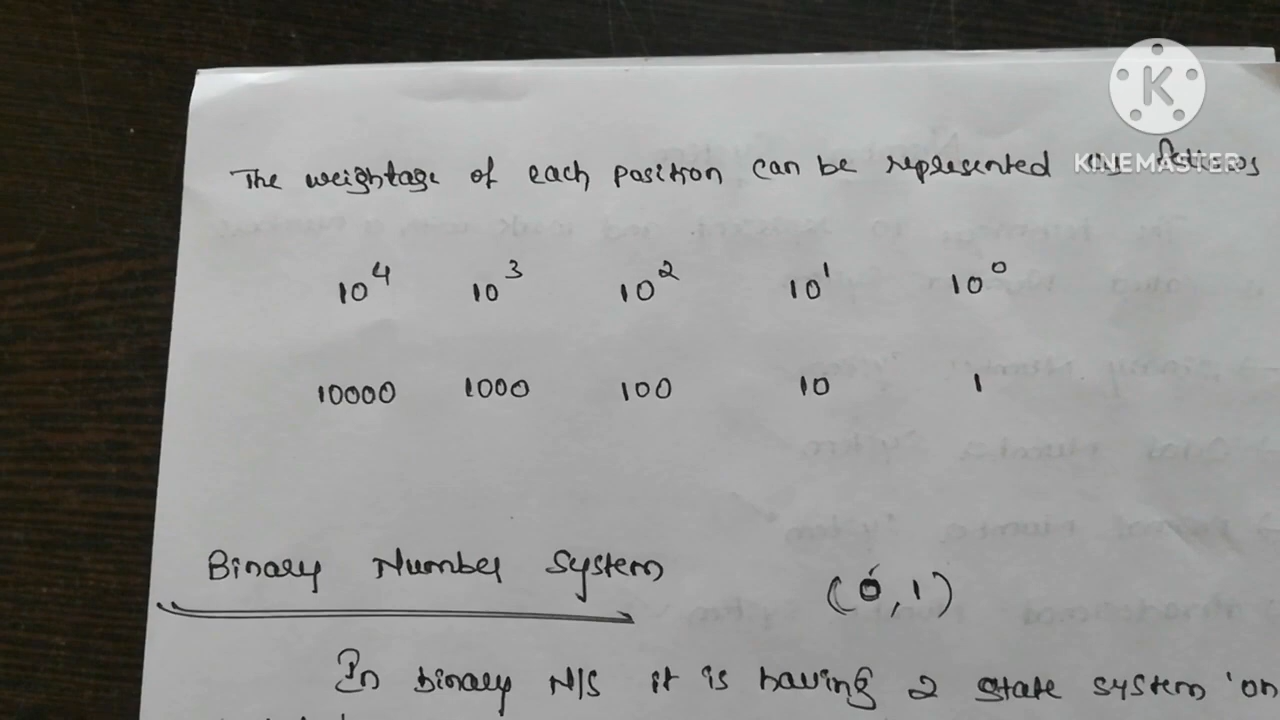 The weightage of each position can be represented as follows
10^4 10^3 10^2 10^1 10^0
10000 1000 100 10 1
Binary Number System (0,1)
In binary N/S it is having 2 state system 'on
K
KINEMASTER